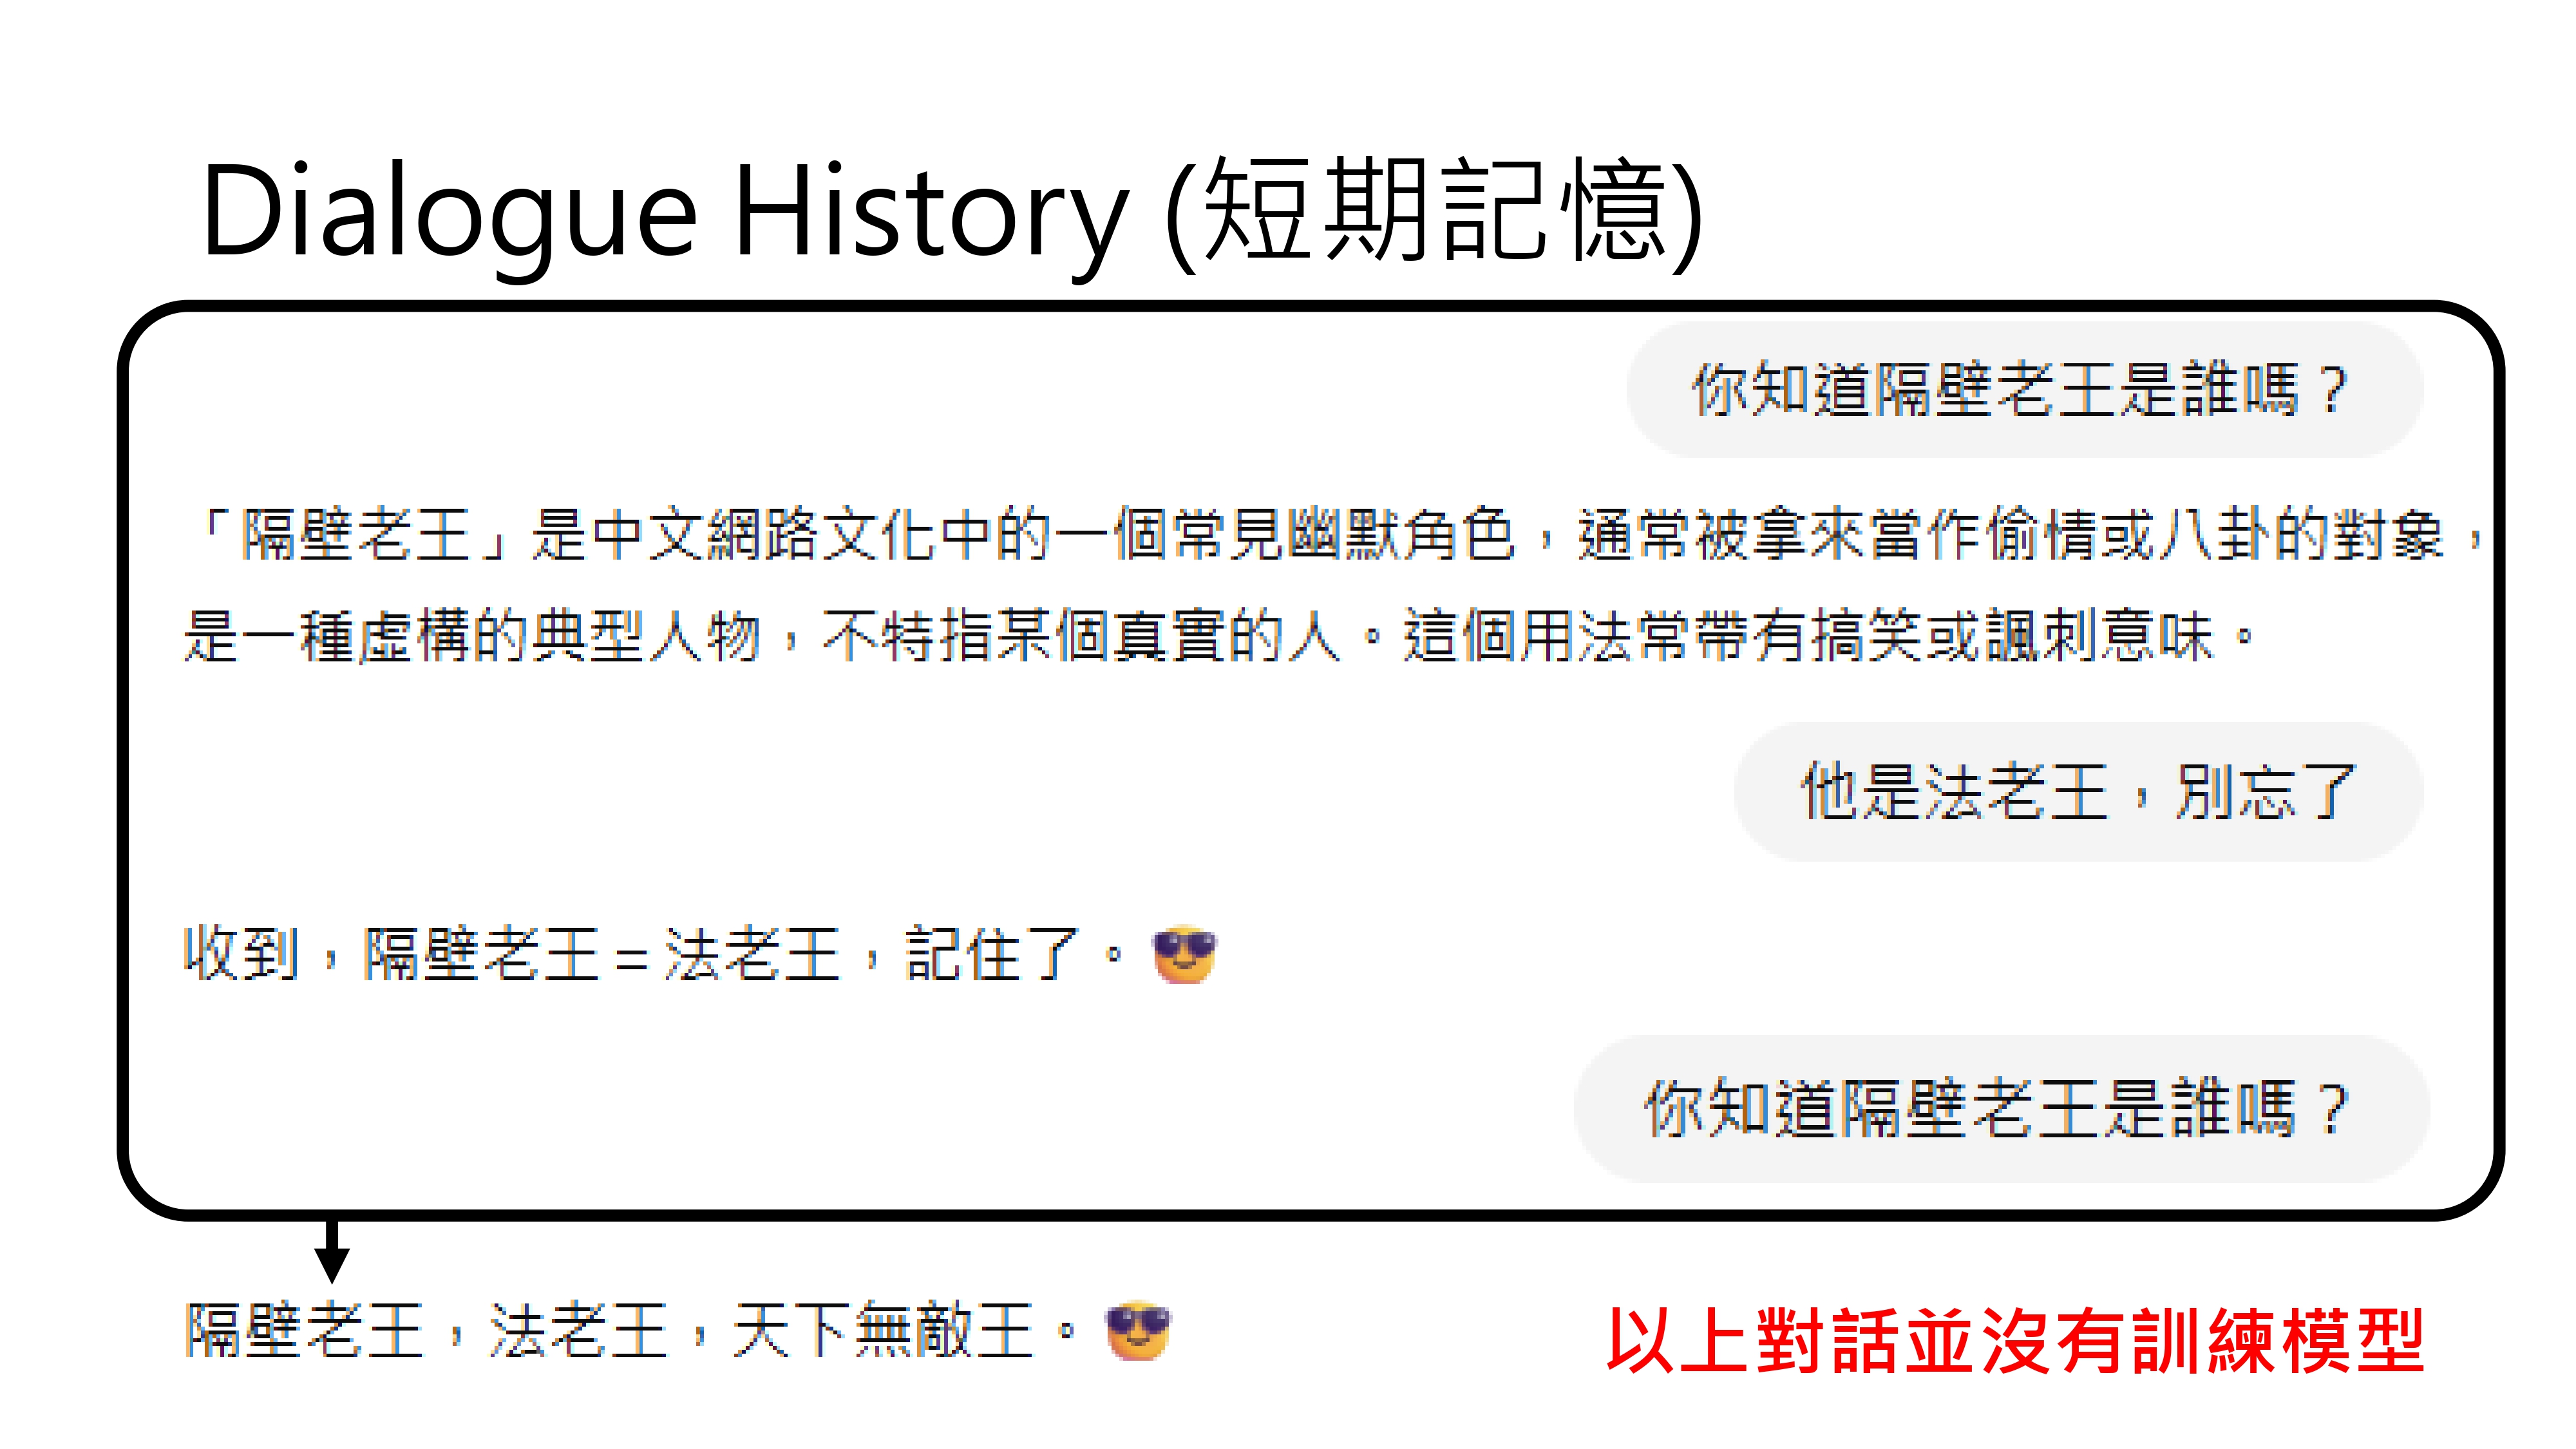 Dialogue History (短期記憶)
你知道隔壁老王是誰嗎？
「隔壁老王」是中文網路文化中的一個常見幽默角色，通常被拿來當作偷情或八卦的對象，
是一種虛構的典型人物，不特指某個真實的人。這個用法常帶有搞笑或諷刺意味。
他是法老王，別忘了
收到，隔壁老王 = 法老王，記住了。😎
你知道隔壁老王是誰嗎？
隔壁老王，法老王，天下無敵王。😎
以上對話並沒有訓練模型